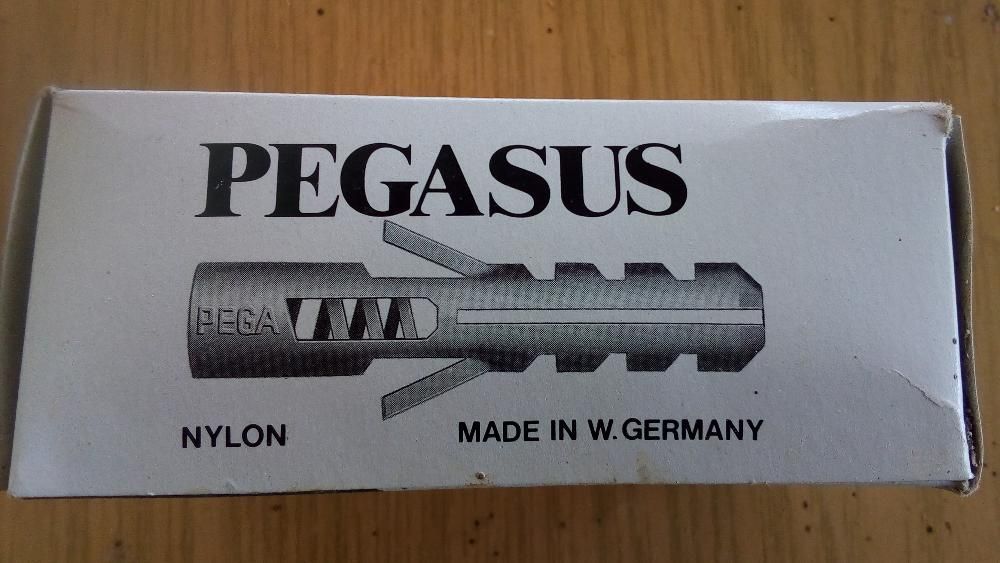 PEGASUS
PEGA
NYLON
MADE IN W. GERMANY